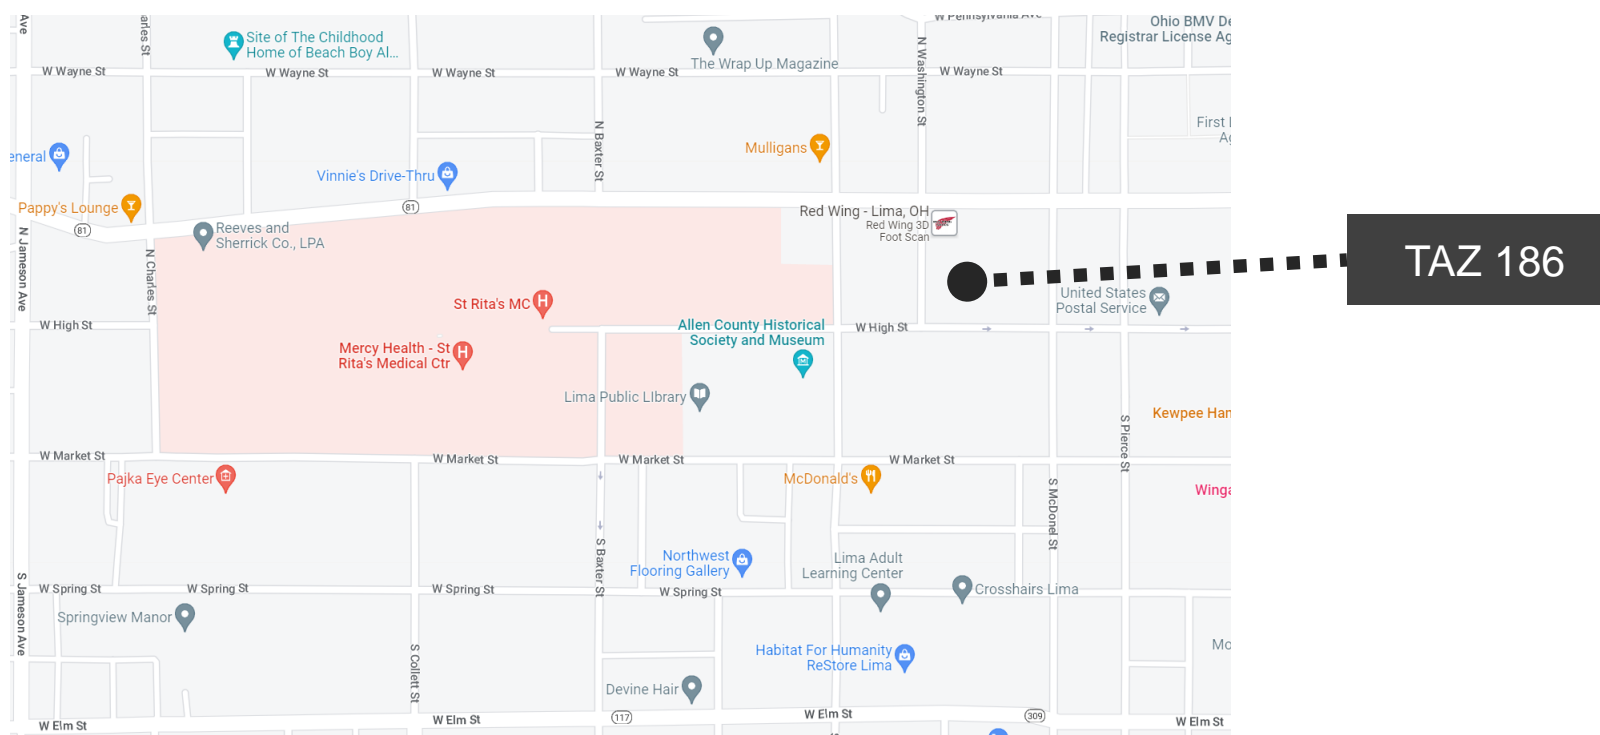 W Pennsylvania Ave
Ave
harles St
Site of The Childhood
Home of Beach Boy Al...
The Wrap Up Magazine
N Washington St
Ohio BMV De
Registrar License Ag
W Wayne St
W Wayne St
W Wayne St
W Wayne St
W Wayne St
First
Ag
N Baxter St
Mulligans
eneral
Vinnie's Drive-Thru
Pappy's Lounge
81
81
Reeves and
Sherrick Co., LPA
Red Wing - Lima, OH
Red Wing 3D
Foot Scan
N Jameson Ave
N Charles St
TAZ 186
United States
Postal Service
St Rita's MC
H
W High St
Allen County Historical
Society and Museum
W High St
Mercy Health - St
Rita's Medical Ctr
H
Lima Public LIbrary
Kewpee Han
S Pierce St
W Market St
W Market St
W Market St
W Market St
Pajka Eye Center
McDonald's
Winga
S McDonel St
S Baxter St
Northwest
Flooring Gallery
Lima Adult
Learning Center
Crosshairs Lima
S Jameson Ave
W Spring St
W Spring St
W Spring St
W Spring St
Springview Manor
Habitat For Humanity
ReStore Lima
Mo
S Collett St
Devine Hair
W Elm St
W Elm St
117
W Elm St
309
W Elm St